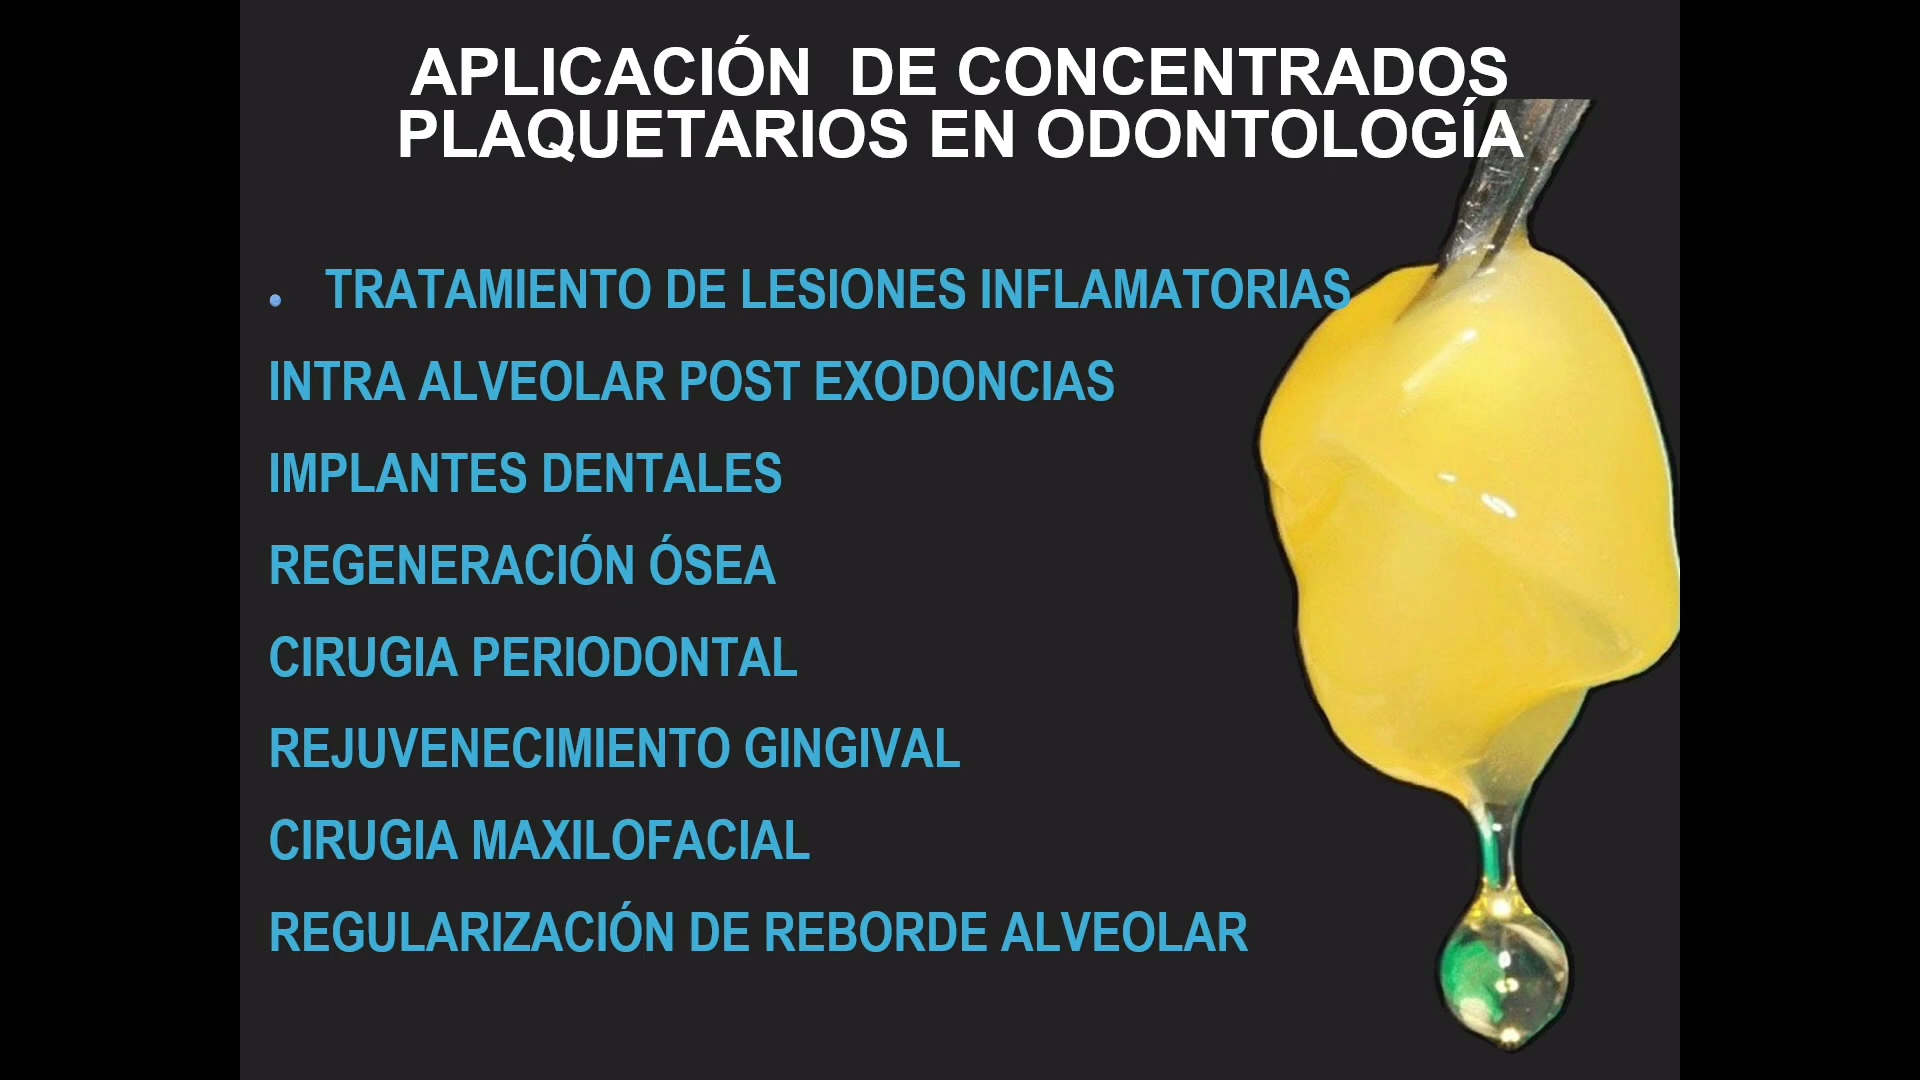 APLICACIÓN  DE CONCENTRADOS
PLAQUETARIOS EN ODONTOLOGÍA
• TRATAMIENTO DE LESIONES INFLAMATORIAS
INTRA ALVEOLAR POST EXODONCIAS
IMPLANTES DENTALES
REGENERACIÓN ÓSEA
CIRUGIA PERIODONTAL
REJUVENECIMIENTO GINGIVAL
CIRUGIA MAXILOFACIAL
REGULARIZACIÓN DE REBORDE ALVEOLAR